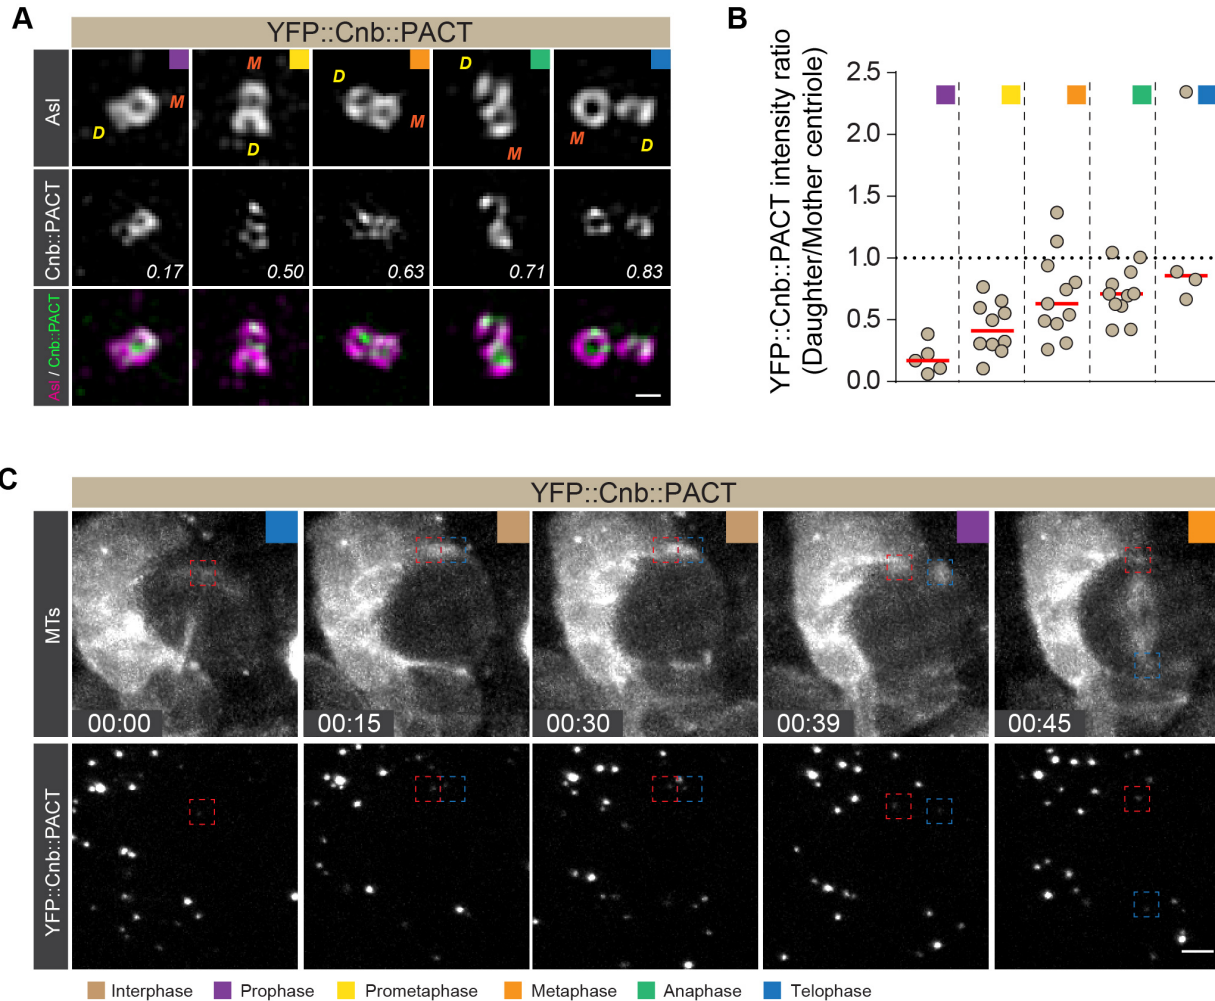 A
YFP::Cnb::PACT
Asl
D
M
M
D
D
M
D
M
M
D
Cnb::PACT
0.17
0.50
0.63
0.71
0.83
Asl / Cnb::PACT
B
YFP::Cnb::PACT intensity ratio
(Daughter/Mother centriole)
2.5
2.0
1.5
1.0
0.5
0.0
C
YFP::Cnb::PACT
MTs
00:00
00:15
00:30
00:39
00:45
YFP::Cnb::PACT
Interphase
Prophase
Prometaphase
Metaphase
Anaphase
Telophase